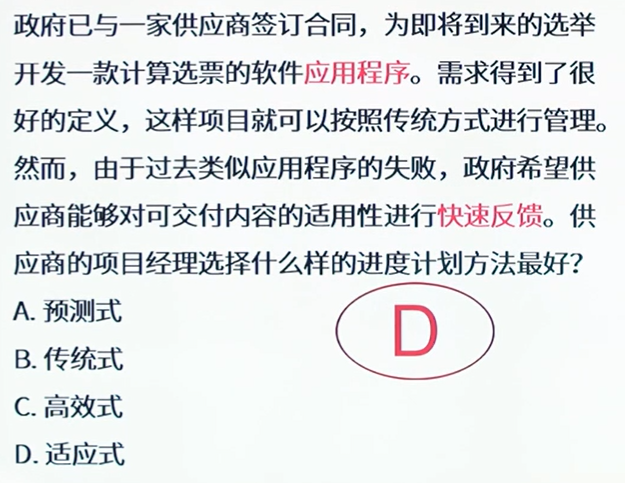 政府已与一家供应商签订合同，为即将到来的选举
开发一款计算选票的软件应用程序。需求得到了很
好的定义，这样项目就可以按照传统方式进行管理。
然而，由于过去类似应用程序的失败，政府希望供
应商能够对可交付内容的适用性进行快速反馈。供
应商的项目经理选择什么样的进度计划方法最好？
A. 预测式
B. 传统式
D
C. 高效式
D. 适应式